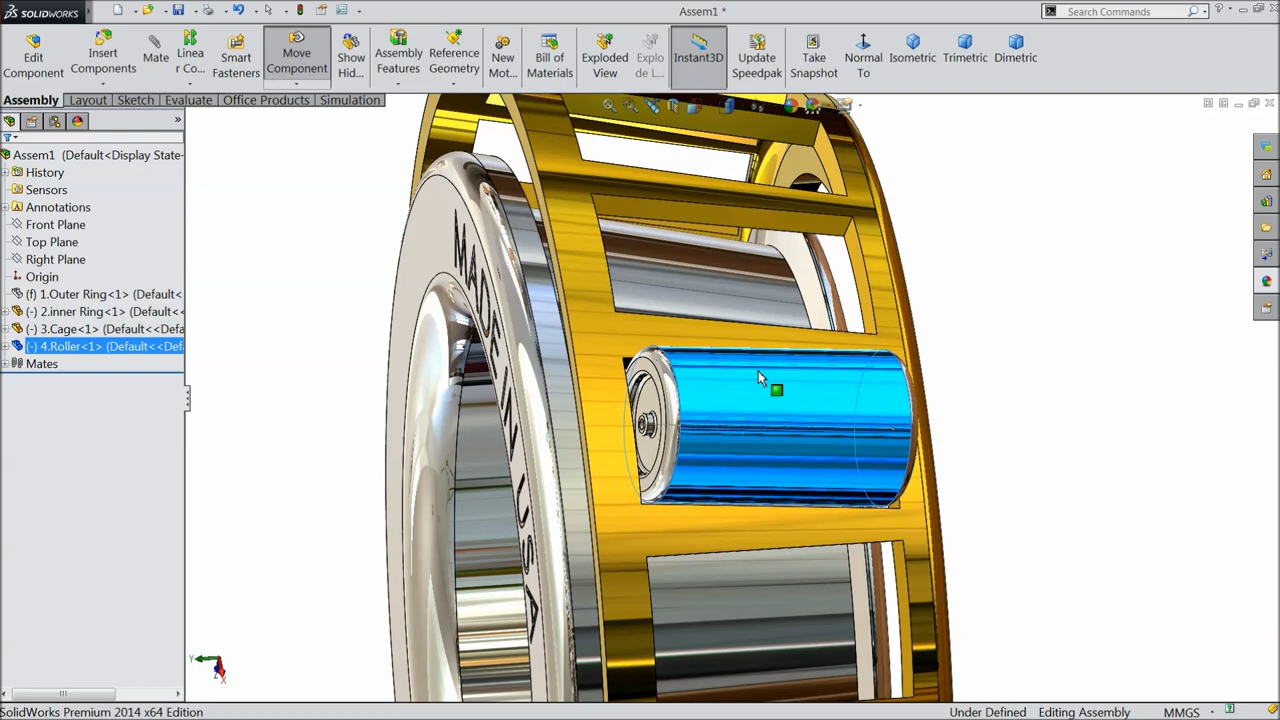 SOLIDWORKS
Assem1 *
Search Commands
Edit
Component
Insert
Components
Mate
Linea
r Co...
Smart
Fasteners
Move
Component
Show
Hid...
Assembly
Features
Reference
Geometry
New
Mot...
Bill of
Materials
Exploded
View
Explo
de L...
Instant3D
Update
Speedpak
Take
Snapshot
Normal
To
Isometric
Trimetric
Dimetric
Assembly
Layout
Sketch
Evaluate
Office Products
Simulation
Assem1 (Default<Display State-
History
Sensors
Annotations
Front Plane
Top Plane
Right Plane
Origin
(f) 1.Outer Ring<1> (Default<
(-) 2.inner Ring<1> (Default<
(-) 3.Cage<1> (Default<<Defa
(-) 4.Roller<1> (Default<<Def
Mates
MADE IN USA
Y
Z
X
SolidWorks Premium 2014 x64 Edition
Under Defined
Editing Assembly
MMGS